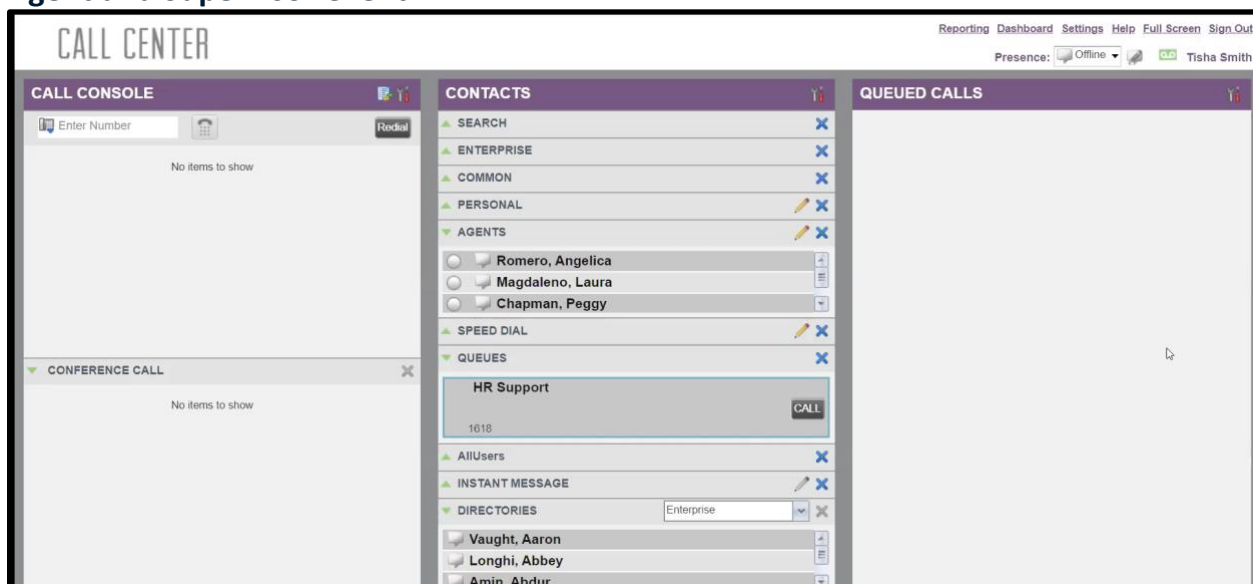 CALL CENTER
Reporting Dashboard Settings Help Full Screen Sign Out
Presence: Offline Tisha Smith
CALL CONSOLE
Enter Number Redial
No items to show
CONFERENCE CALL
No items to show
CONTACTS
SEARCH
ENTERPRISE
COMMON
PERSONAL
AGENTS
Romero, Angelica
Magdaleno, Laura
Chapman, Peggy
SPEED DIAL
QUEUES
HR Support
CALL
1618
AllUsers
INSTANT MESSAGE
DIRECTORIES Enterprise
Vaught, Aaron
Longhi, Abbey
Amin, Abdur
QUEUED CALLS